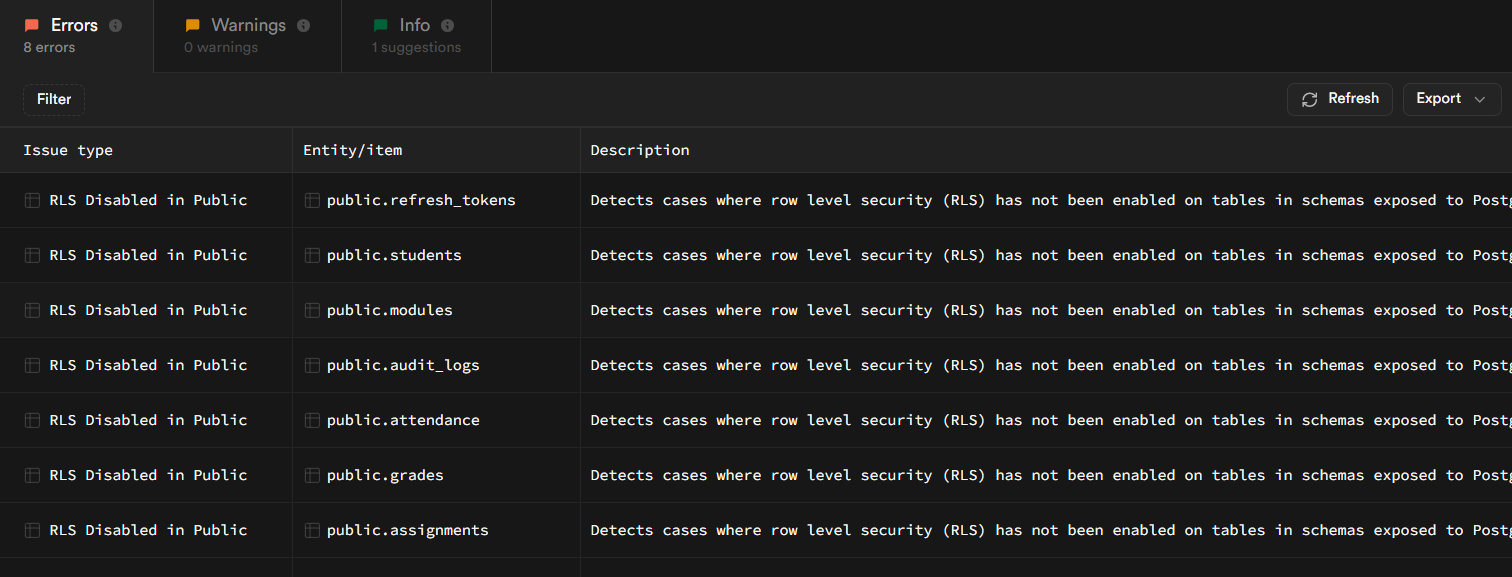 Errors
8 errors
Warnings
0 warnings
Info
1 suggestions
Filter
Refresh
Export
Issue type Entity/item Description
RLS Disabled in Public public.refresh_tokens Detects cases where row level security (RLS) has not been enabled on tables in schemas exposed to Postg
RLS Disabled in Public public.students Detects cases where row level security (RLS) has not been enabled on tables in schemas exposed to Postg
RLS Disabled in Public public.modules Detects cases where row level security (RLS) has not been enabled on tables in schemas exposed to Postg
RLS Disabled in Public public.audit_logs Detects cases where row level security (RLS) has not been enabled on tables in schemas exposed to Postg
RLS Disabled in Public public.attendance Detects cases where row level security (RLS) has not been enabled on tables in schemas exposed to Postg
RLS Disabled in Public public.grades Detects cases where row level security (RLS) has not been enabled on tables in schemas exposed to Postg
RLS Disabled in Public public.assignments Detects cases where row level security (RLS) has not been enabled on tables in schemas exposed to Postg